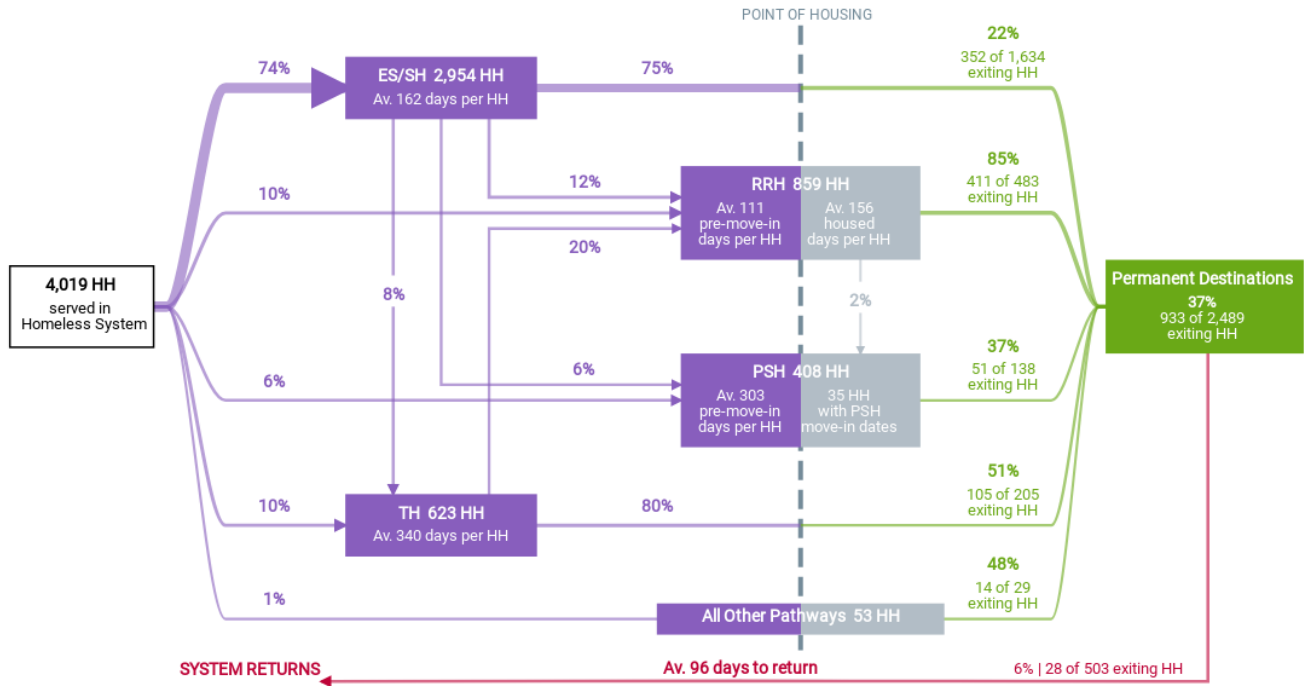 POINT OF HOUSING
22%
352 of 1,634
exiting HH
74%
ES/SH 2,954 HH
Av. 162 days per HH
75%
85%
411 of 483
exiting HH
12%
10%
RRH 859 HH
Av. 111
pre-move-in
days per HH
Av. 156
housed
days per HH
20%
4,019 HH
served in
Homeless System
8%
2%
Permanent Destinations
37%
933 of 2,489
exiting HH
37%
51 of 138
exiting HH
6%
6%
PSH 408 HH
Av. 303
pre-move-in
days per HH
35 HH
with PSH
move-in dates
51%
105 of 205
exiting HH
10%
TH 623 HH
Av. 340 days per HH
80%
48%
14 of 29
exiting HH
1%
All Other Pathways 53 HH
SYSTEM RETURNS
Av. 96 days to return
6% | 28 of 503 exiting HH